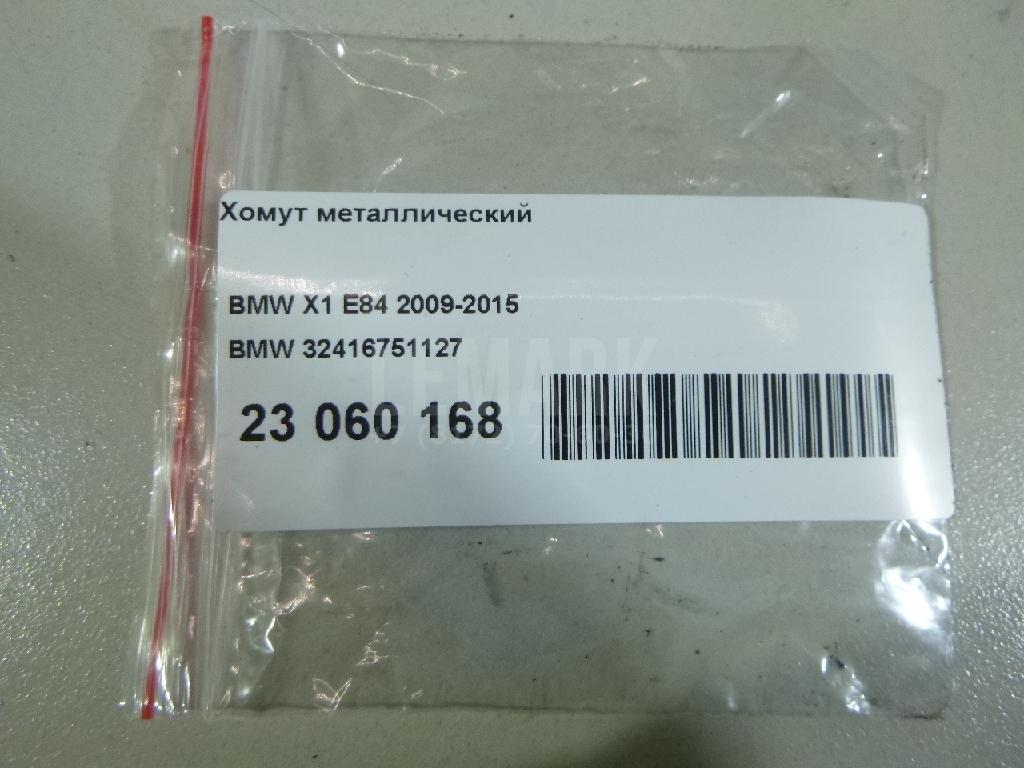 Хомут металлический
BMW X1 E84 2009-2015
BMW 32416751127
23 060 168